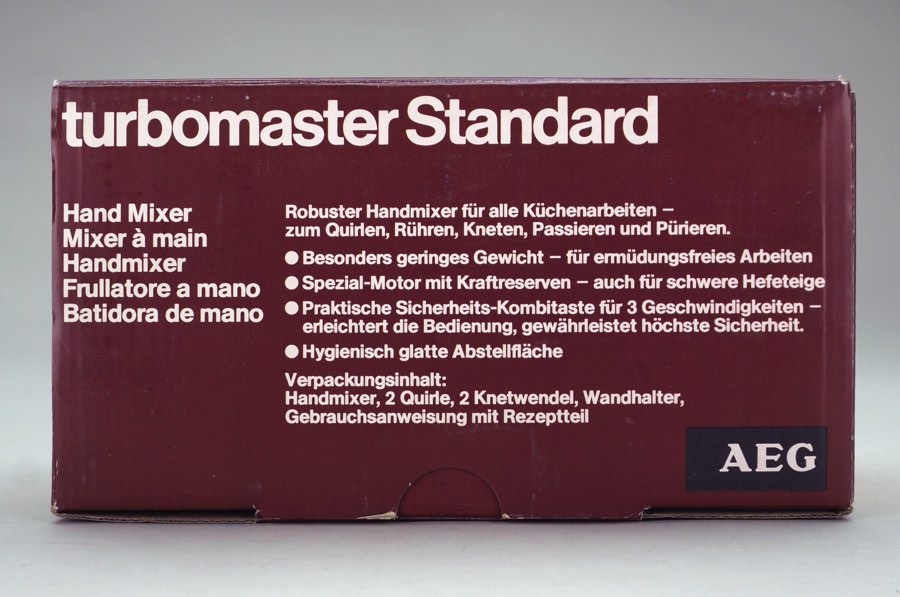 turbomaster Standard
Hand Mixer
Mixer à main
Handmixer
Frullatore a mano
Batidora de mano
Robuster Handmixer für alle Küchenarbeiten –
zum Quirlen, Rühren, Kneten, Passieren und Pürieren.
● Besonders geringes Gewicht – für ermüdungsfreies Arbeiten
● Spezial-Motor mit Kraftreserven – auch für schwere Hefeteige
● Praktische Sicherheits-Kombitaste für 3 Geschwindigkeiten –
erleichtert die Bedienung, gewährleistet höchste Sicherheit.
● Hygienisch glatte Abstellfläche
Verpackungsinhalt:
Handmixer, 2 Quirle, 2 Knetwendel, Wandhalter,
Gebrauchsanweisung mit Rezeptteil
AEG